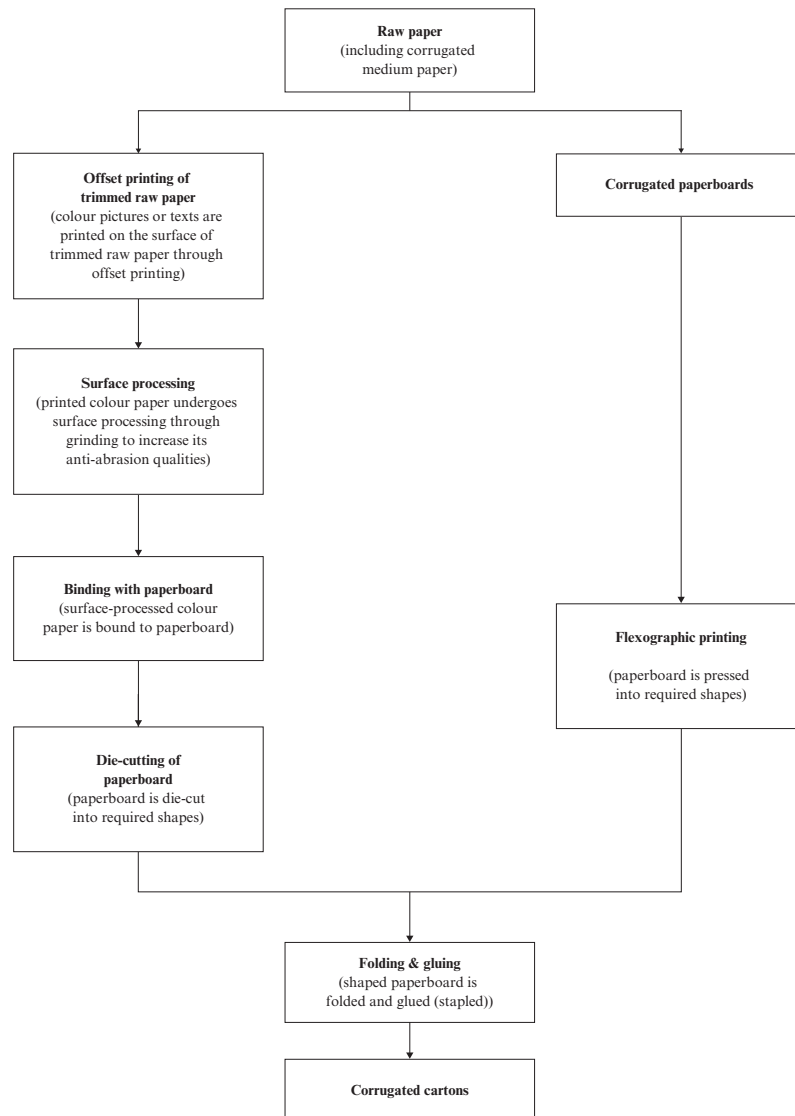 Raw paper
(including corrugated
medium paper)
Offset printing of
trimmed raw paper
(colour pictures or texts are
printed on the surface of
trimmed raw paper through
offset printing)
Corrugated paperboards
Surface processing
(printed colour paper undergoes
surface processing through
grinding to increase its
anti-abrasion qualities)
Binding with paperboard
(surface-processed colour
paper is bound to paperboard)
Flexographic printing
(paperboard is pressed
into required shapes)
Die-cutting of
paperboard
(paperboard is die-cut
into required shapes)
Folding & gluing
(shaped paperboard is
folded and glued (stapled))
Corrugated cartons